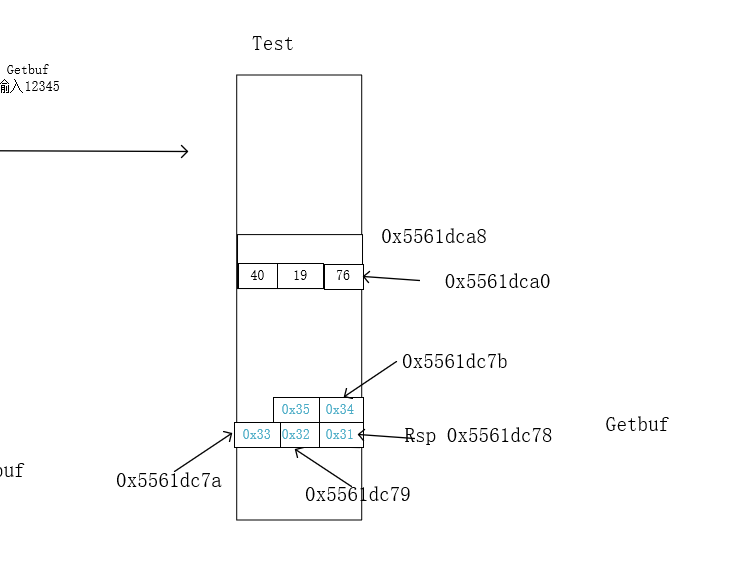 Test
Getbuf
输入12345
0x5561dca8
40 19 76
0x5561dca0
0x5561dc7b
0x35 0x34
0x33 0x32 0x31
Rsp 0x5561dc78
Getbuf
buf
0x5561dc7a
0x5561dc79